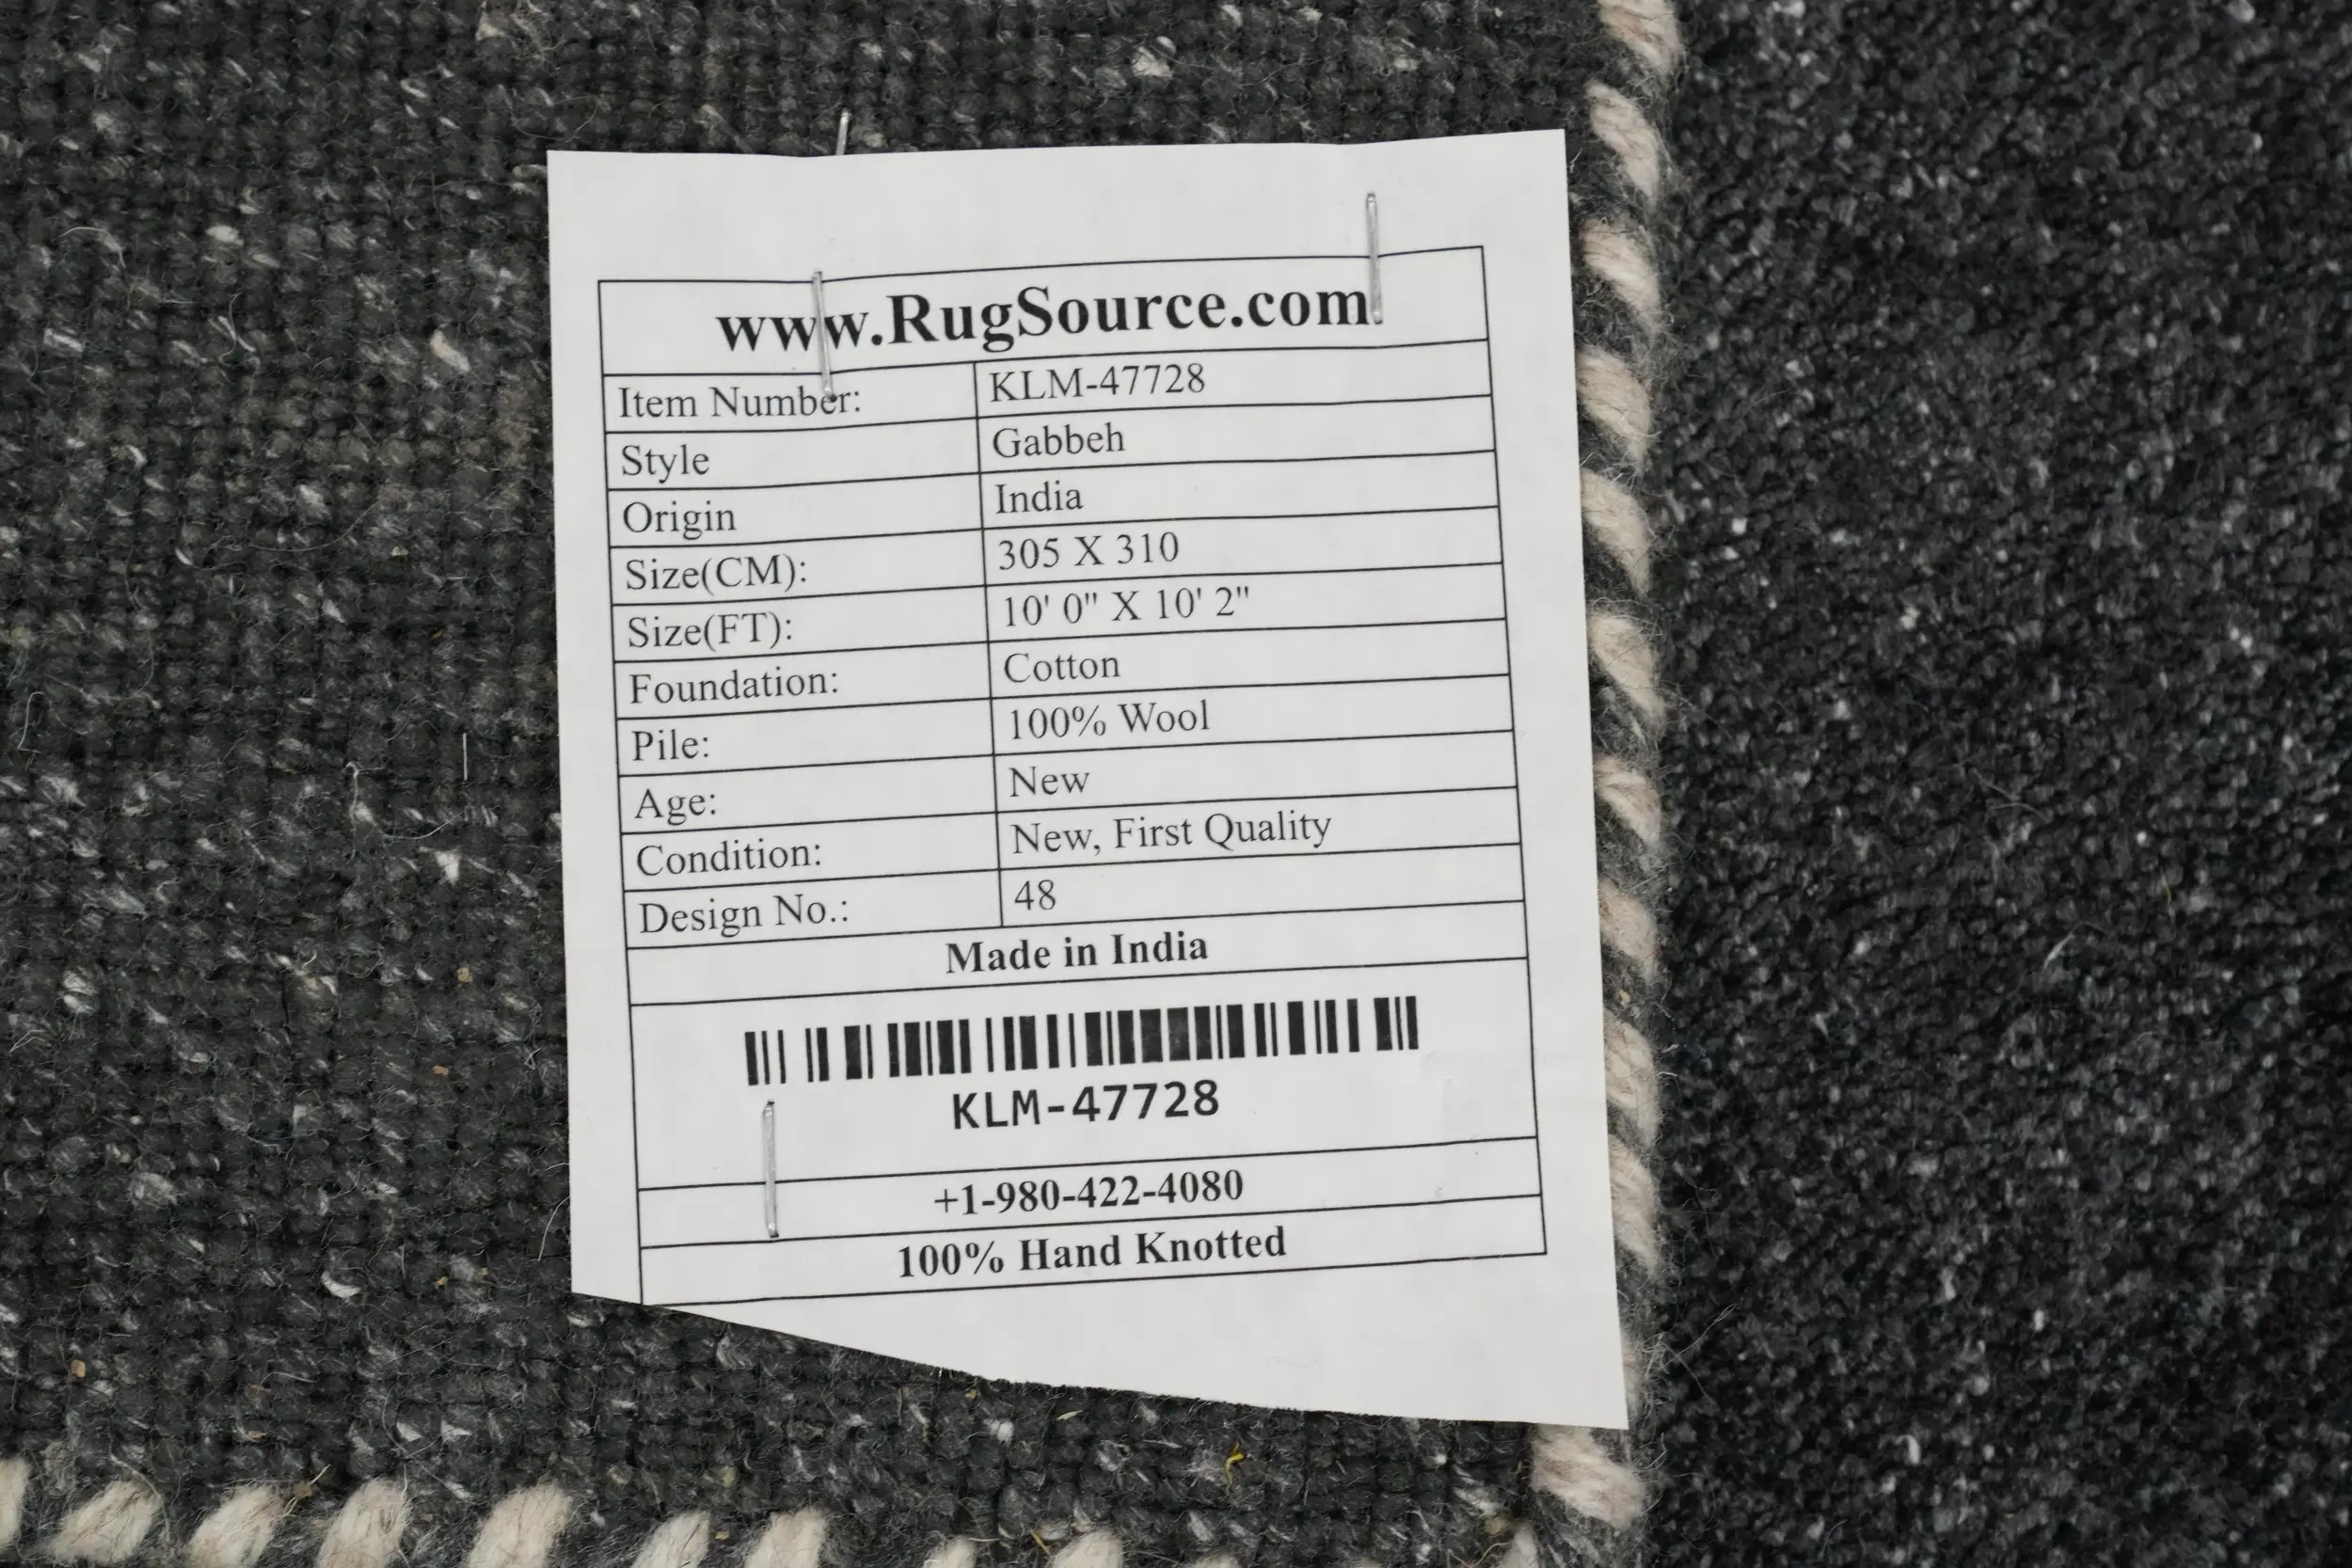 www.RugSource.com
Item Number: KLM-47728
Style Gabbeh
Origin India
Size(CM): 305 X 310
Size(FT): 10' 0" X 10' 2"
Foundation: Cotton
Pile: 100% Wool
Age: New
Condition: New, First Quality
Design No.: 48
Made in India
KLM-47728
+1-980-422-4080
100% Hand Knotted